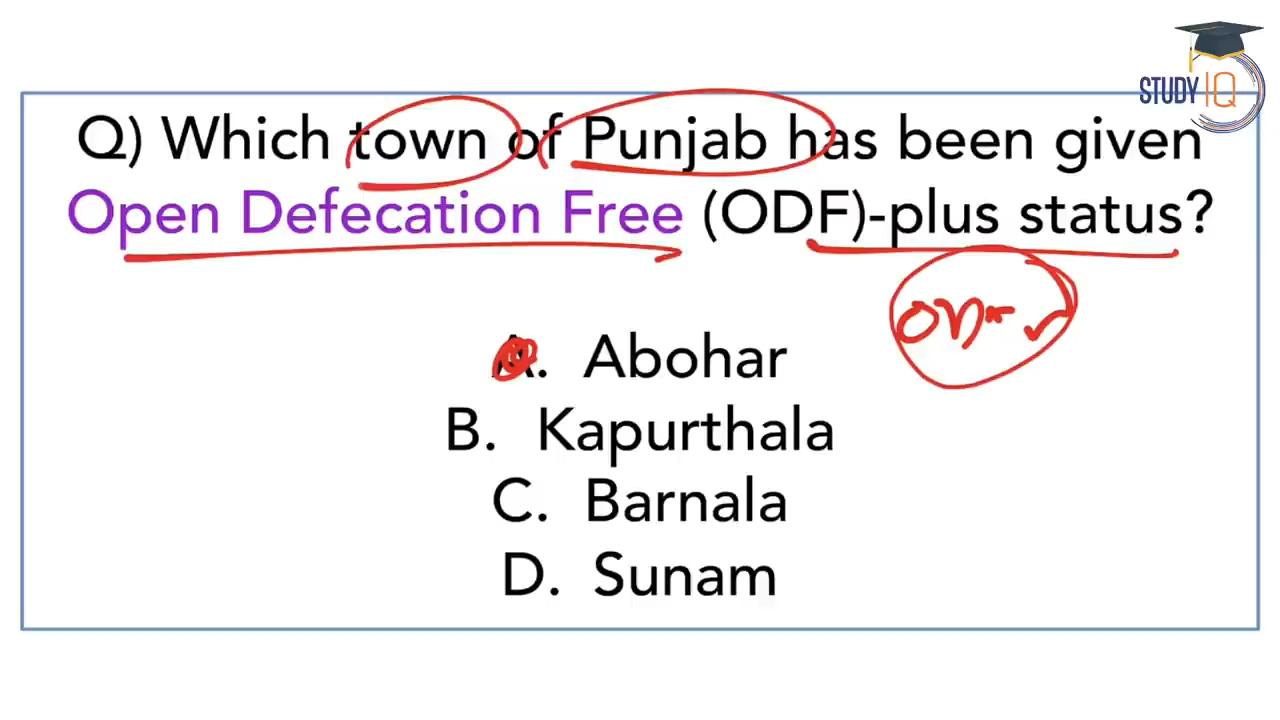 STUDY IQ
Q) Which town of Punjab has been given
Open Defecation Free (ODF)-plus status?
A. Abohar
B. Kapurthala
C. Barnala
D. Sunam